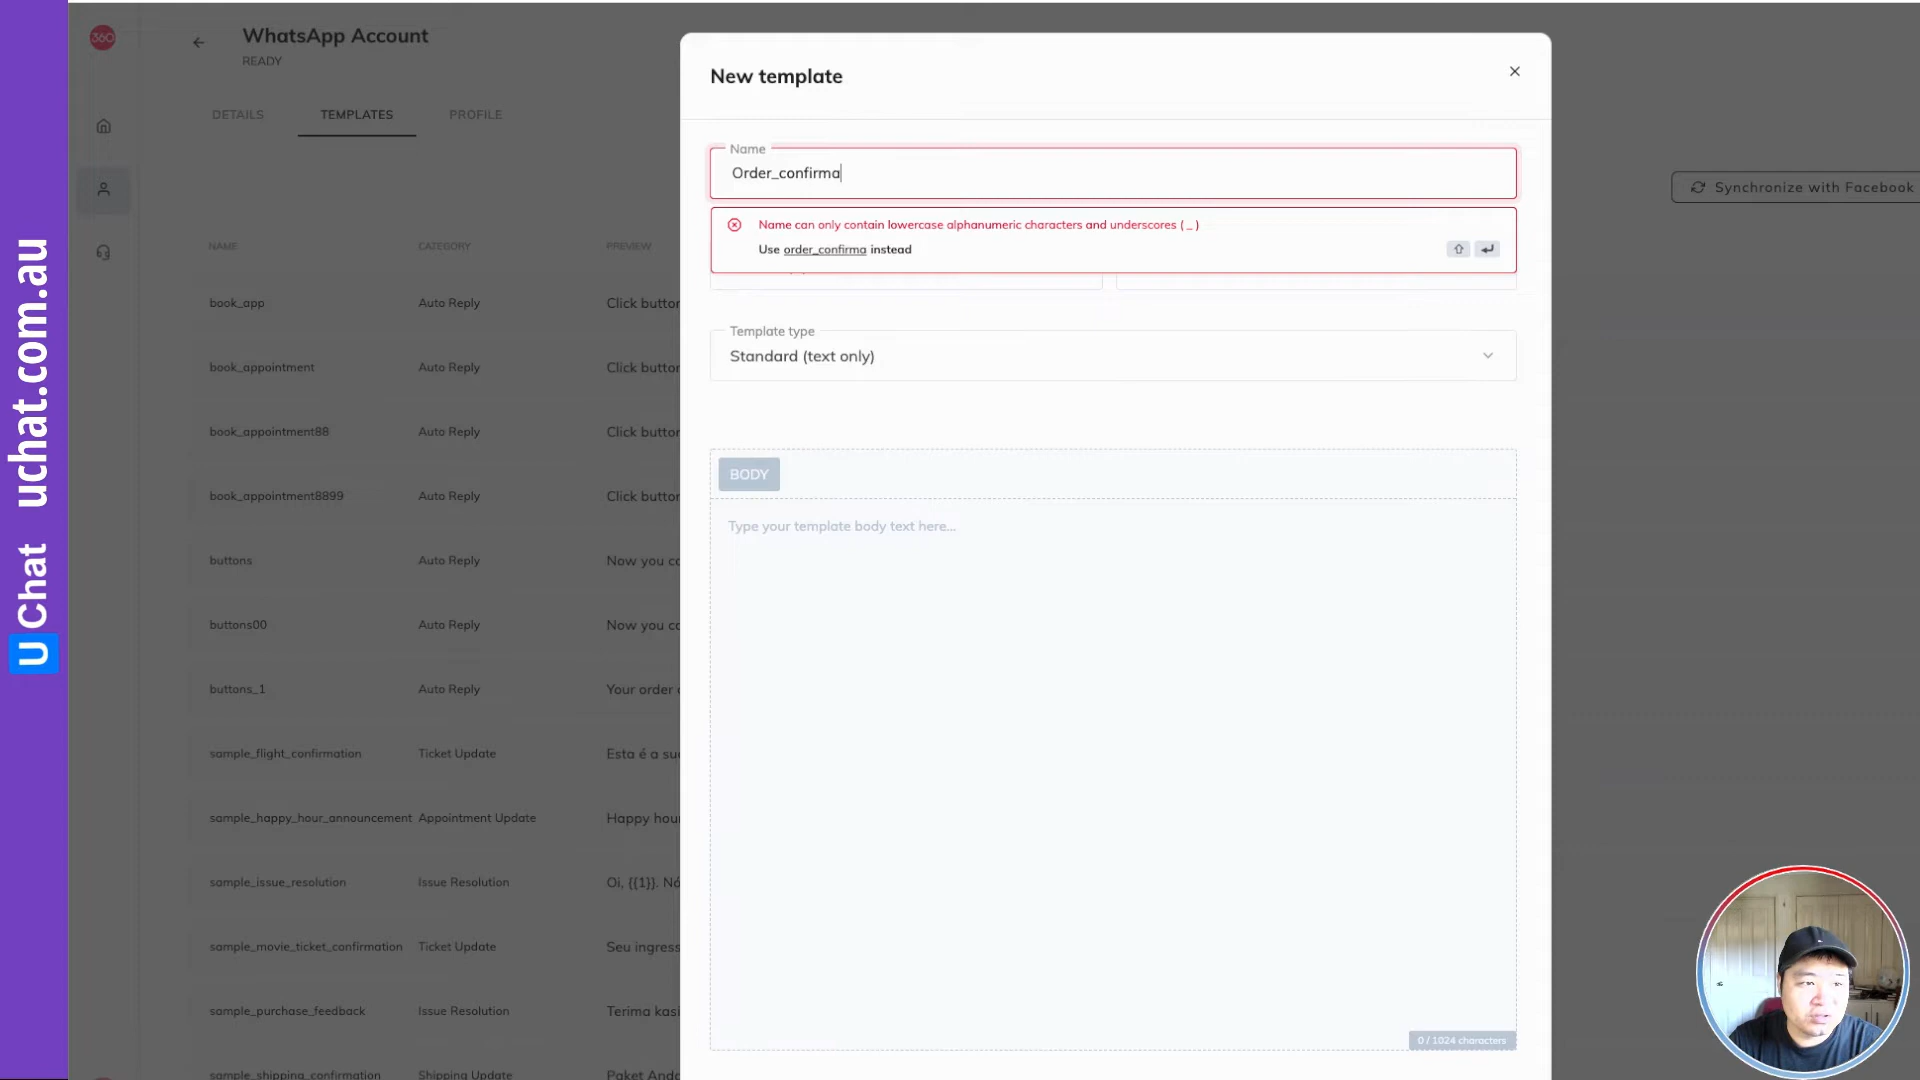 uchat.com.au
U Chat
360
WhatsApp Account
READY
DETAILS
TEMPLATES
PROFILE
Synchronize with Facebook
NAME
CATEGORY
PREVIEW
book_app
Auto Reply
Click button
book_appointment
Auto Reply
Click button
book_appointment88
Auto Reply
Click button
book_appointment8899
Auto Reply
Click button
buttons
Auto Reply
Now you
buttons00
Auto Reply
Now you
buttons_1
Auto Reply
Your order
sample_flight_confirmation
Ticket Update
Esta é a
sample_happy_hour_announcement
Appointment Update
Happy hou
sample_issue_resolution
Issue Resolution
Oi, {{1}}. Nó
sample_movie_ticket_confirmation
Ticket Update
Seu ingress
sample_purchase_feedback
Issue Resolution
Terima kasi
sample_shipping_confirmation
Shipping Update
Paket Anda
New template
Name
Order_confirma
Name can only contain lowercase alphanumeric characters and underscores ( _ )
Use order_confirma instead
Template type
Standard (text only)
BODY
Type your template body text here...
0 / 1024 characters